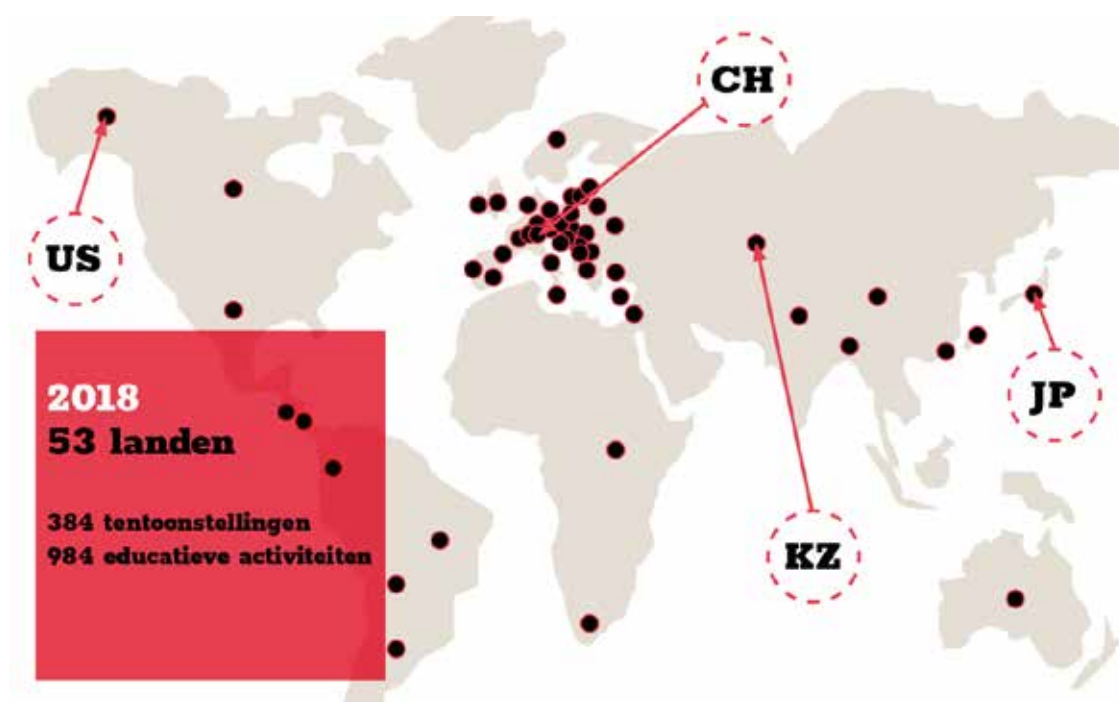 CH
US
2018
53 landen
384 tentoonstellingen
984 educatieve activiteiten
JP
KZ